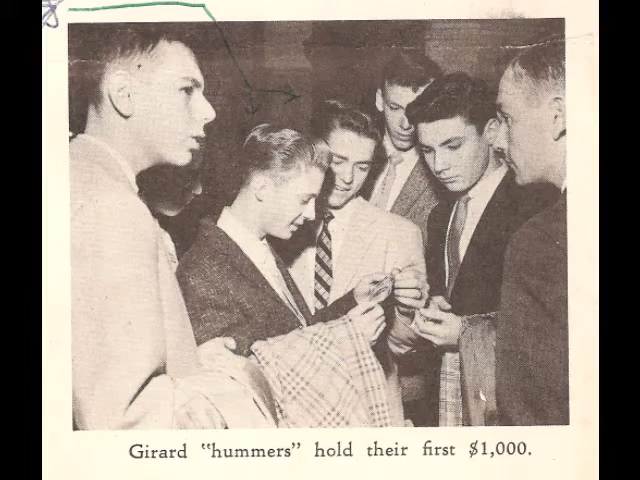 Girard "hummers" hold their first $1,000.